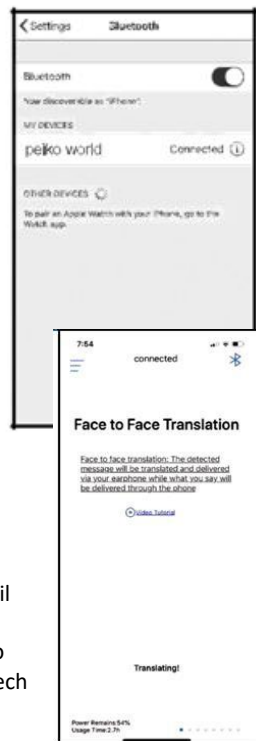 Settings Bluetooth
Bluetooth
Now discoverable as "iPhone".
MY DEVICES
peiko world Connected
OTHER DEVICES
To pair an Apple Watch with your iPhone, go to the
Watch app.
7:54
connected
Face to Face Translation
Face to face translation: The detected
message will be translated and delivered
via your earphone while what you say will
be delivered through the phone
Video Tutorial
il
o
ech
Translating!
Power Remains 54%
Usage Time 2.7h